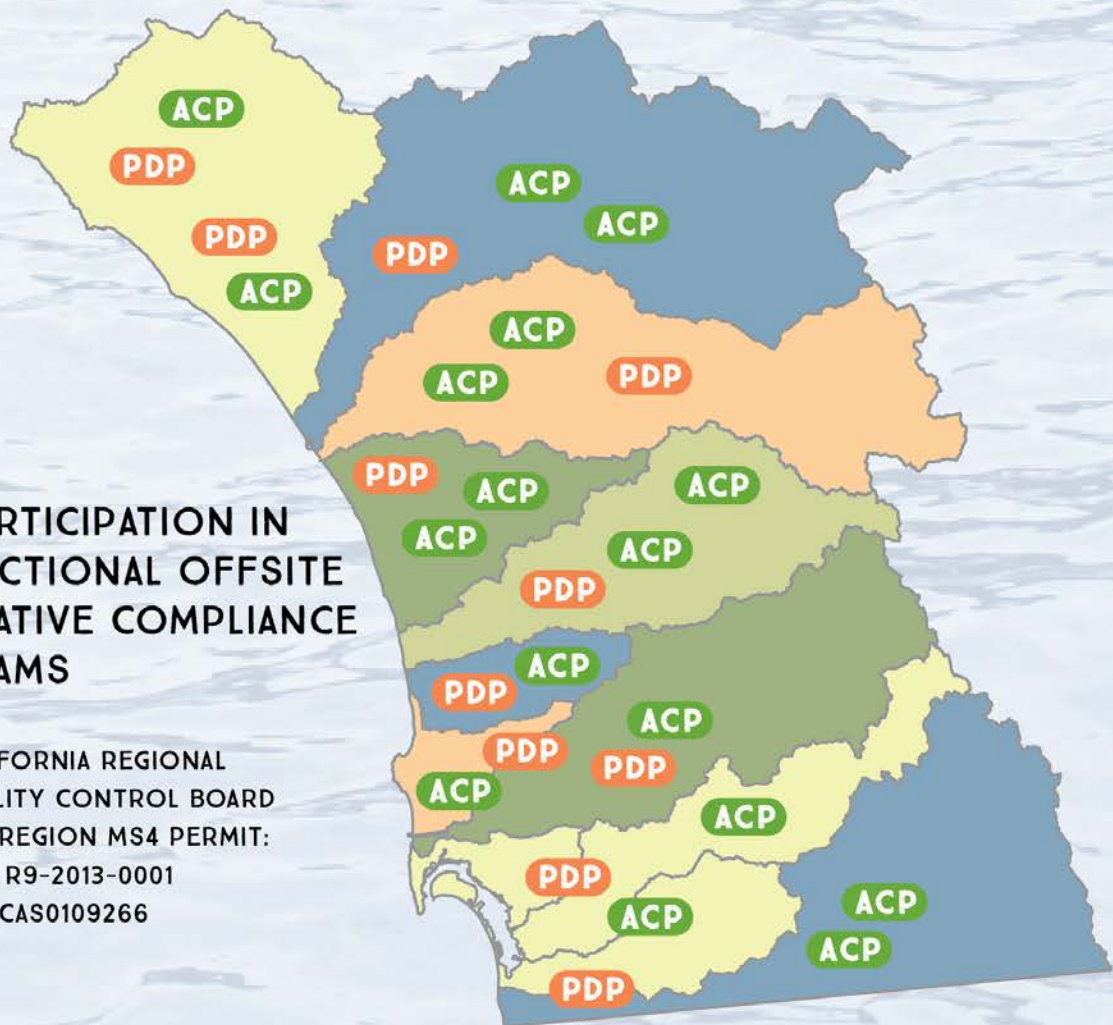 ACP
PDP
ACP
ACP
PDP
PDP
ACP
ACP
PDP
ACP
PDP
ACP
ACP
ACP
ACP
PDP
ACP
PDP
ACP
PDP
PDP
ACP
ACP
PDP
ACP
ACP
ACP
PDP
RTICIPATION IN
CTIONAL OFFSITE
ATIVE COMPLIANCE
AMS
FORNIA REGIONAL
LITY CONTROL BOARD
REGION MS4 PERMIT:
R9-2013-0001
CAS0109266